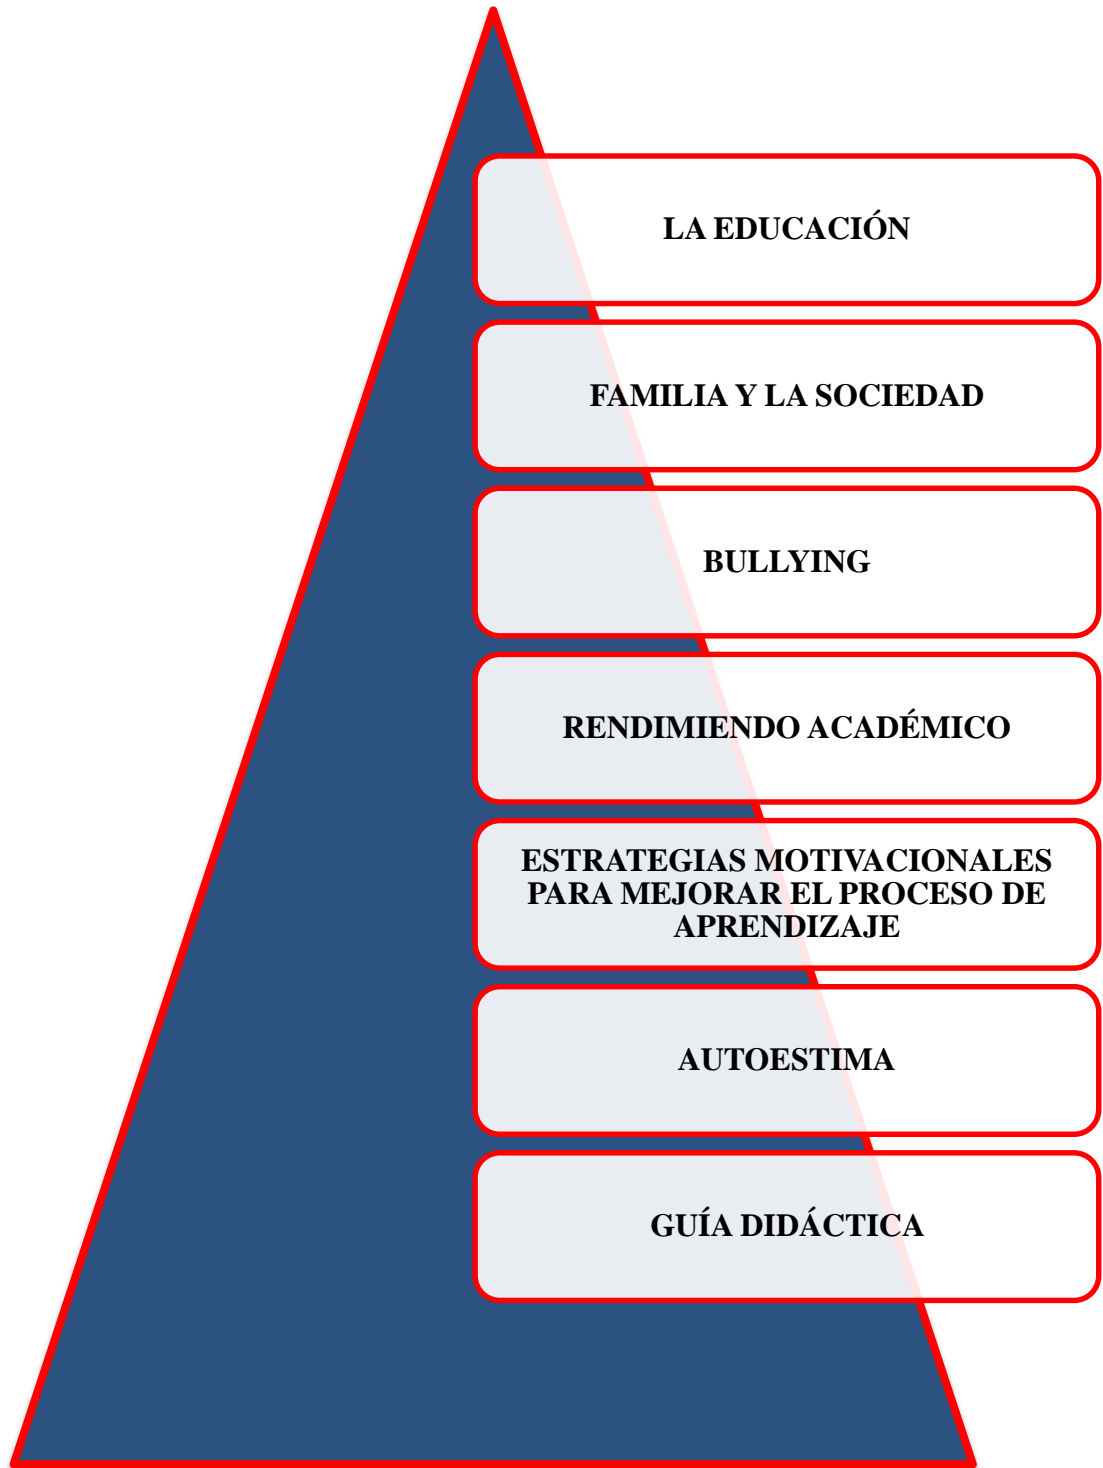 LA EDUCACIÓN
FAMILIA Y LA SOCIEDAD
BULLYING
RENDIMIENDO ACADÉMICO
ESTRATEGIAS MOTIVACIONALES
PARA MEJORAR EL PROCESO DE
APRENDIZAJE
AUTOESTIMA
GUÍA DIDÁCTICA